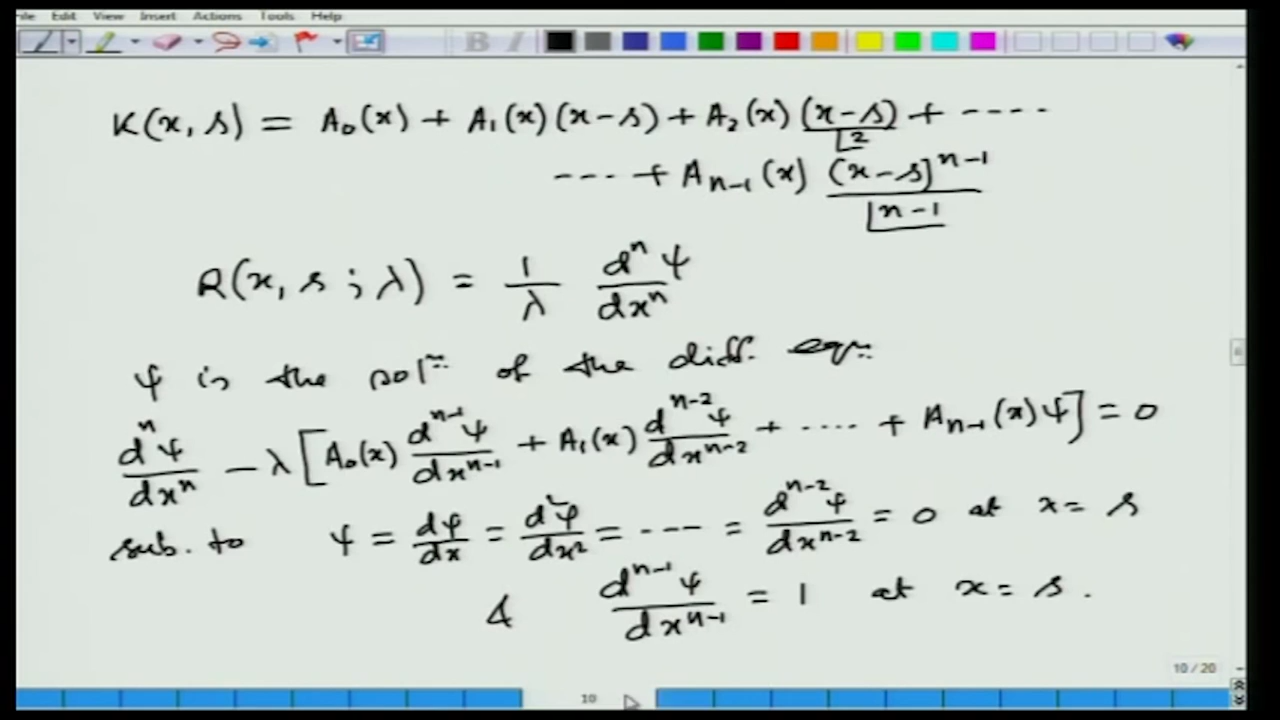 File Edit View Insert Actions Tools Help
B I
K(x, s) = A₀(x) + A₁(x)(x-s) + A₂(x) (x-s)/⌊2 + ----
---- + Aₙ₋₁(x) (x-s)ⁿ⁻¹/⌊n-1
R(x, s ; λ) = 1/λ dⁿψ/dxⁿ
ψ is the solⁿ of the diff. eqn.
dⁿψ/dxⁿ - λ[A₀(x) dⁿ⁻¹ψ/dxⁿ⁻¹ + A₁(x) dⁿ⁻²ψ/dxⁿ⁻² + .... + Aₙ₋₁(x)ψ] = 0
sub. to ψ = dψ/dx = d²ψ/dx² = ---- = dⁿ⁻²ψ/dxⁿ⁻² = 0 at x = s
& dⁿ⁻¹ψ/dxⁿ⁻¹ = 1 at x = s.
10 / 20
10